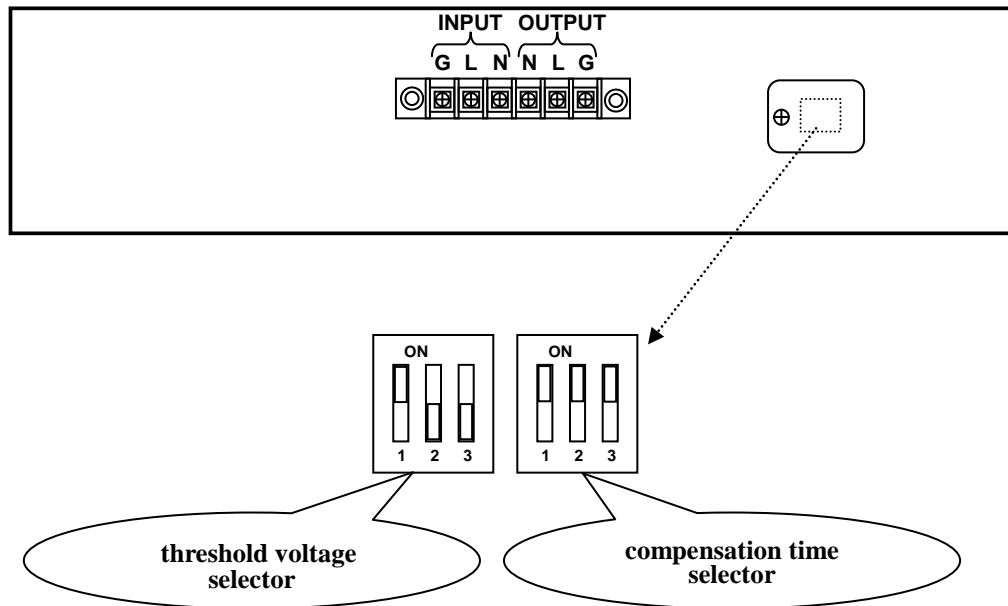 INPUT OUTPUT
G L N N L G
ON
1 2 3
ON
1 2 3
threshold voltage
selector
compensation time
selector